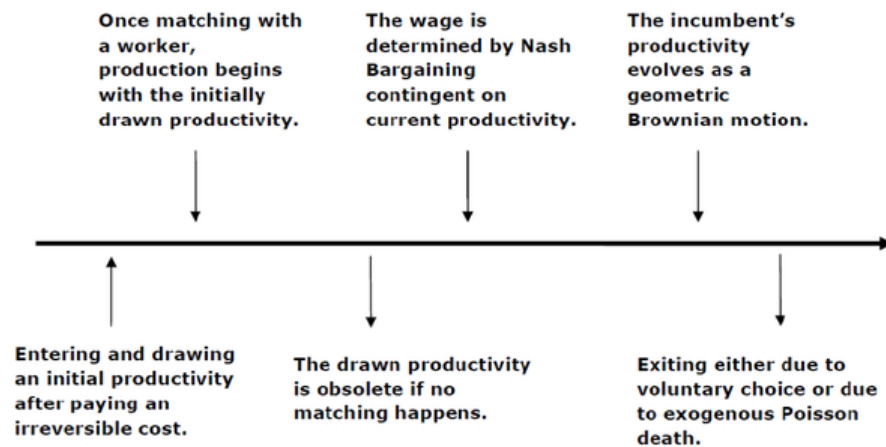 Once matching with
a worker,
production begins
with the initially
drawn productivity.
The wage is
determined by Nash
Bargaining
contingent on
current productivity.
The incumbent's
productivity
evolves as a
geometric
Brownian motion.
Entering and drawing
an initial productivity
after paying an
irreversible cost.
The drawn productivity
is obsolete if no
matching happens.
Exiting either due to
voluntary choice or due
to exogenous Poisson
death.